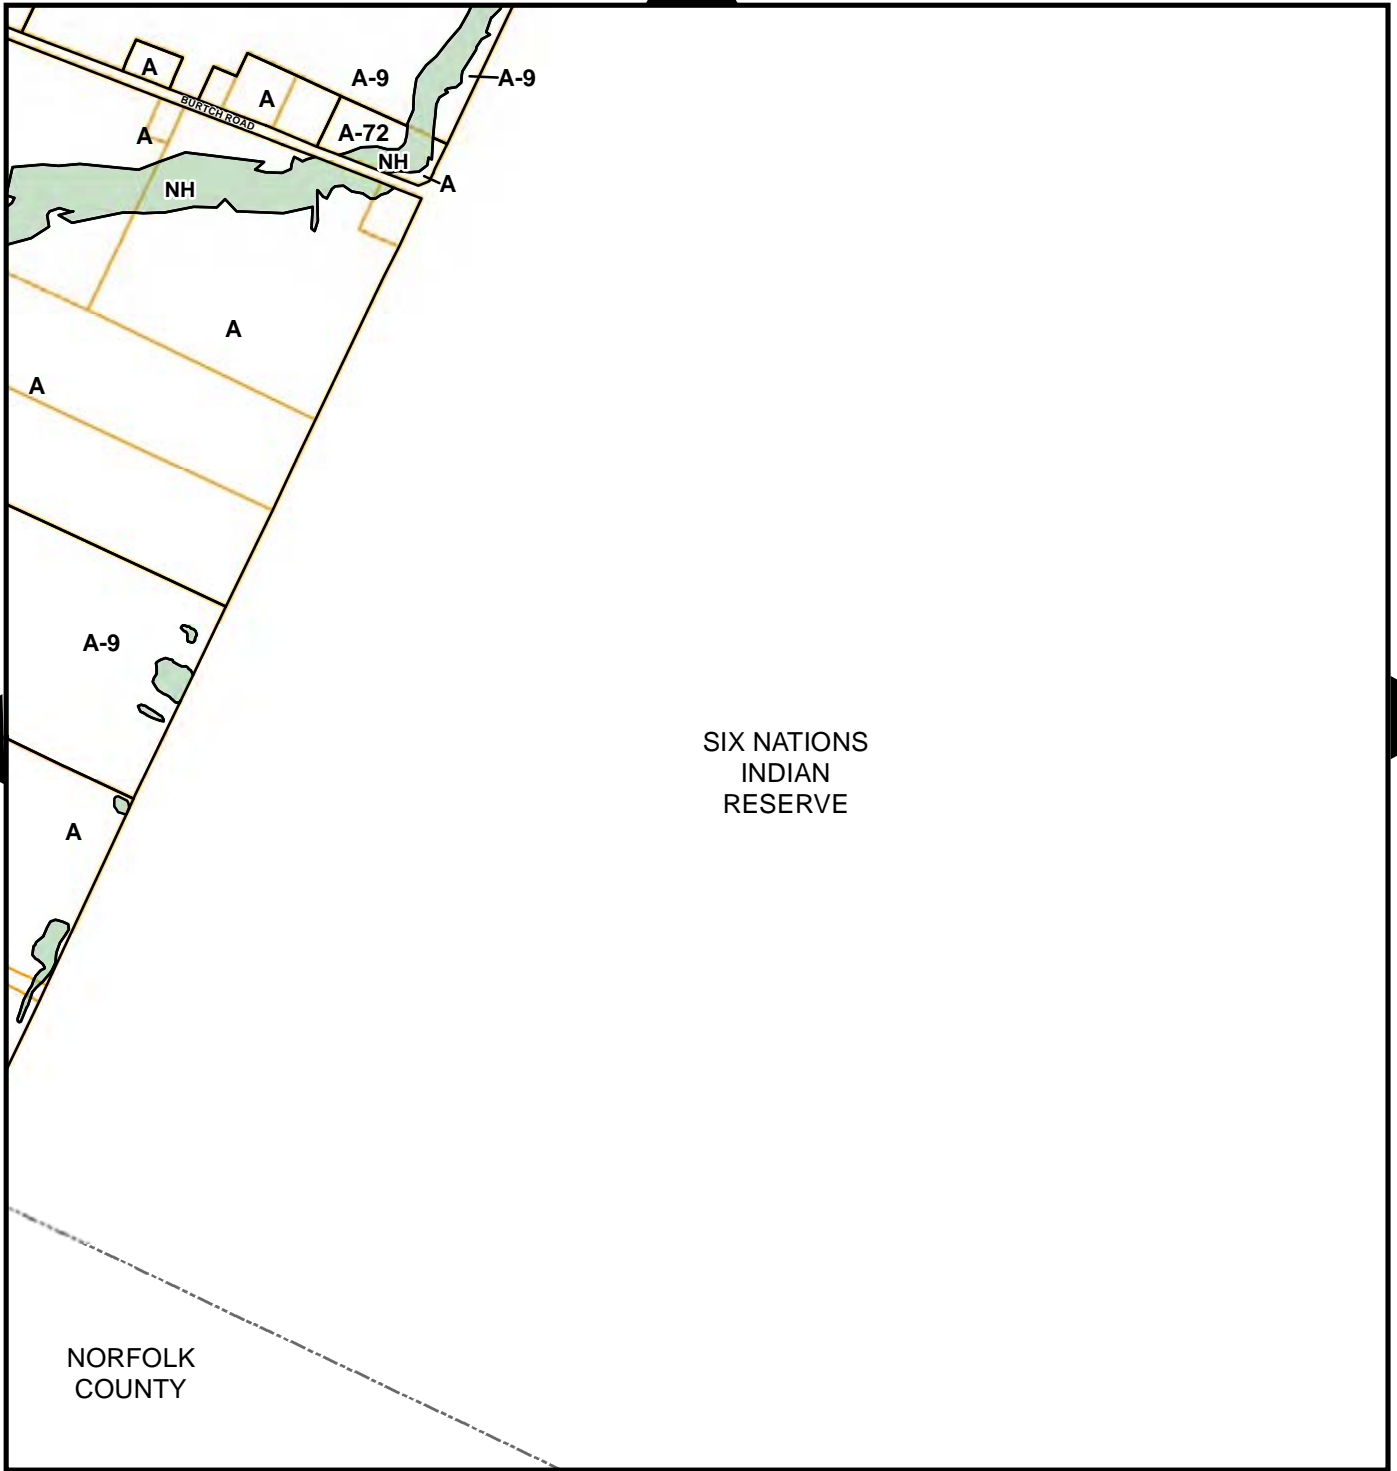 A
A-9
A-9
A
BURTCH ROAD
A-72
A
NH
A
NH
A
A
A-9
SIX NATIONS
INDIAN
RESERVE
A
NORFOLK
COUNTY